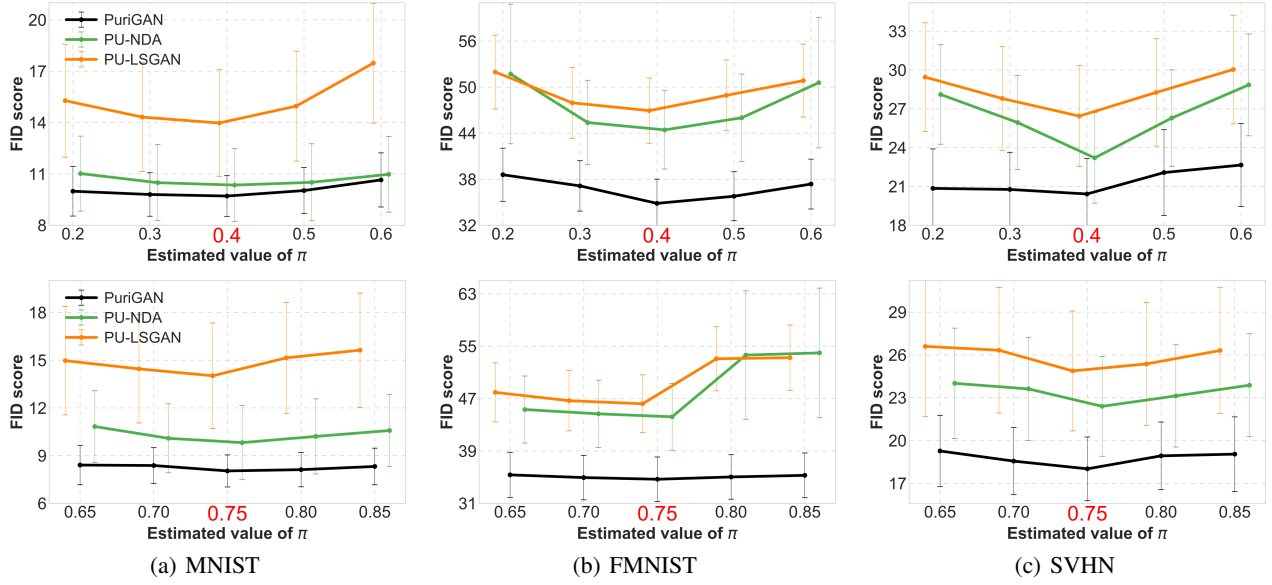 FID score
20
17
14
11
8
PuriGAN
PU-NDA
PU-LSGAN
0.2 0.3 0.4 0.5 0.6
Estimated value of π
FID score
56
50
44
38
32
0.2 0.3 0.4 0.5 0.6
Estimated value of π
FID score
33
30
27
24
21
18
0.2 0.3 0.4 0.5 0.6
Estimated value of π
FID score
18
15
12
9
6
PuriGAN
PU-NDA
PU-LSGAN
0.65 0.70 0.75 0.80 0.85
Estimated value of π
FID score
63
55
47
39
31
0.65 0.70 0.75 0.80 0.85
Estimated value of π
FID score
29
26
23
20
17
0.65 0.70 0.75 0.80 0.85
Estimated value of π
(a) MNIST
(b) FMNIST
(c) SVHN